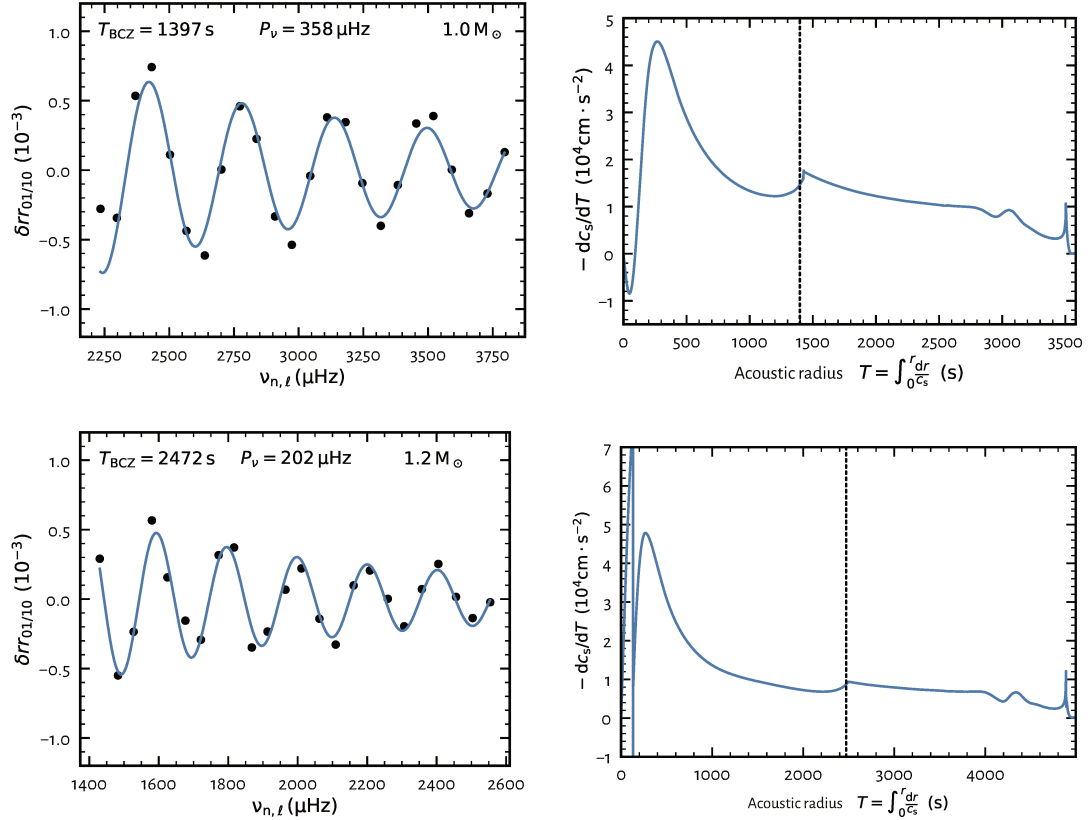 T_BCZ = 1397 s P_ν = 358 μHz 1.0 M_⊙
1.0
0.5
0.0
−0.5
−1.0
δrr_01/10 (10^−3)
2250 2500 2750 3000 3250 3500 3750
ν_n,ℓ (μHz)
5
4
3
2
1
0
−1
− dc_s/dT (10^4 cm · s^−2)
0 500 1000 1500 2000 2500 3000 3500
Acoustic radius T = ∫_0^r dr/c_s (s)
T_BCZ = 2472 s P_ν = 202 μHz 1.2 M_⊙
1.0
0.5
0.0
−0.5
−1.0
δrr_01/10 (10^−3)
1400 1600 1800 2000 2200 2400 2600
ν_n,ℓ (μHz)
7
6
5
4
3
2
1
0
−1
− dc_s/dT (10^4 cm · s^−2)
0 1000 2000 3000 4000
Acoustic radius T = ∫_0^r dr/c_s (s)